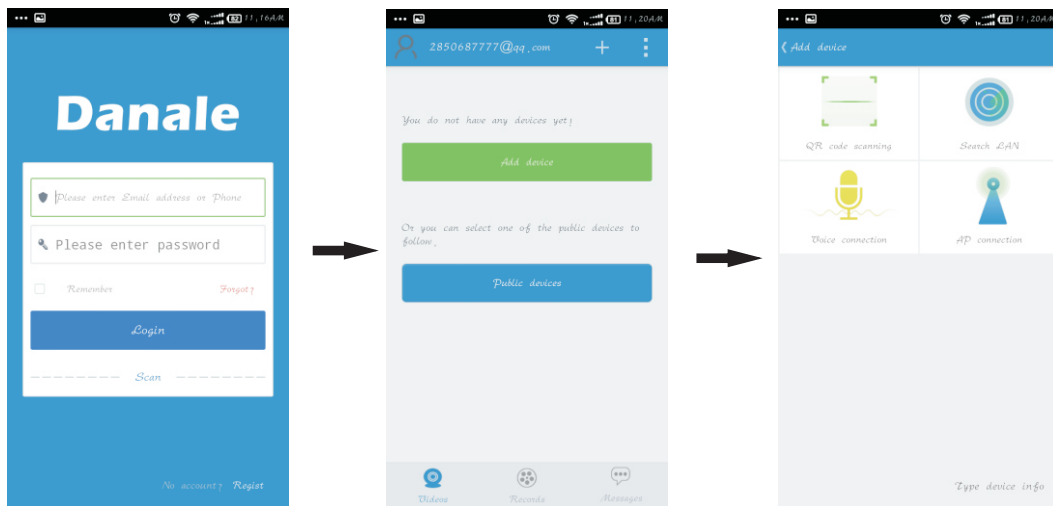 82 11:16AM
Danale
Please enter Email address or Phone
Please enter password
Remember Forgot?
Login
Scan
No account? Regist
81 11:20AM
2850687777@qq.com
You do not have any devices yet!
Add device
Or you can select one of the public devices to
follow.
Public devices
Videos Records Messages
81 11:20AM
Add device
QR code scanning Search LAN
Voice connection AP connection
Type device info